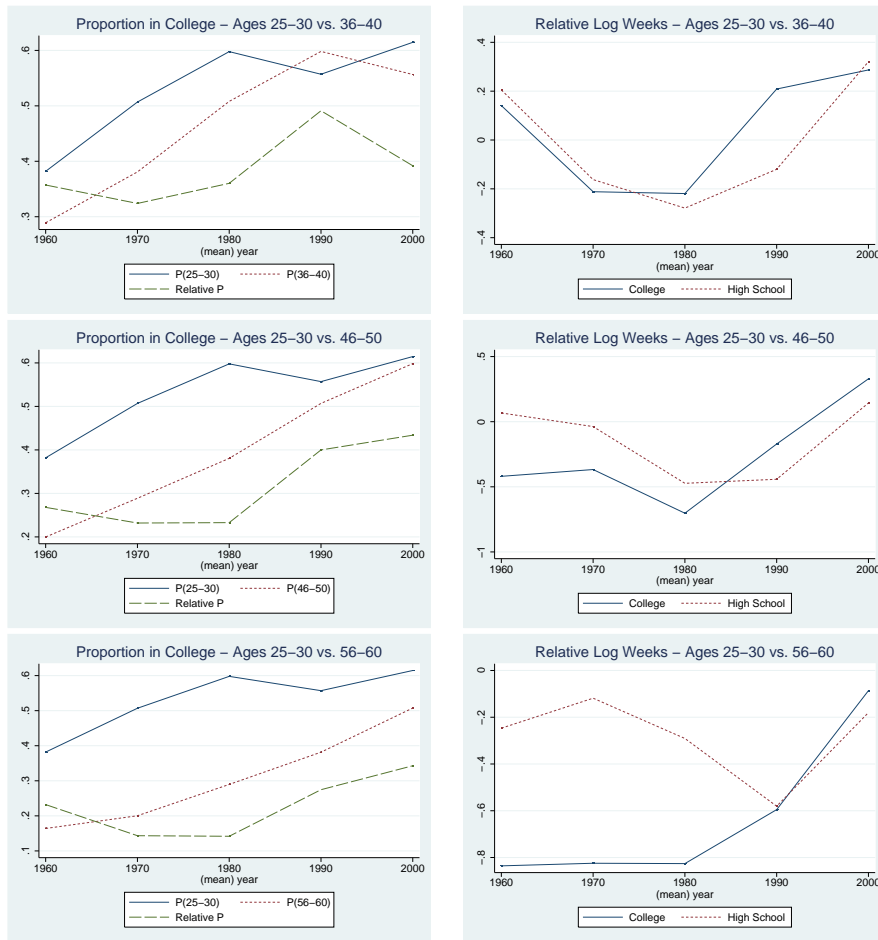 Proportion in College − Ages 25−30 vs. 36−40
.6
.5
.4
.3
1960 1970 1980 1990 2000
(mean) year
P(25−30) P(36−40)
Relative P
Relative Log Weeks − Ages 25−30 vs. 36−40
.4
.2
0
−.2
−.4
1960 1970 1980 1990 2000
(mean) year
College High School
Proportion in College − Ages 25−30 vs. 46−50
.6
.5
.4
.3
.2
1960 1970 1980 1990 2000
(mean) year
P(25−30) P(46−50)
Relative P
Relative Log Weeks − Ages 25−30 vs. 46−50
.5
0
−.5
−1
1960 1970 1980 1990 2000
(mean) year
College High School
Proportion in College − Ages 25−30 vs. 56−60
.6
.5
.4
.3
.2
.1
1960 1970 1980 1990 2000
(mean) year
P(25−30) P(56−60)
Relative P
Relative Log Weeks − Ages 25−30 vs. 56−60
0
−.2
−.4
−.6
−.8
1960 1970 1980 1990 2000
(mean) year
College High School